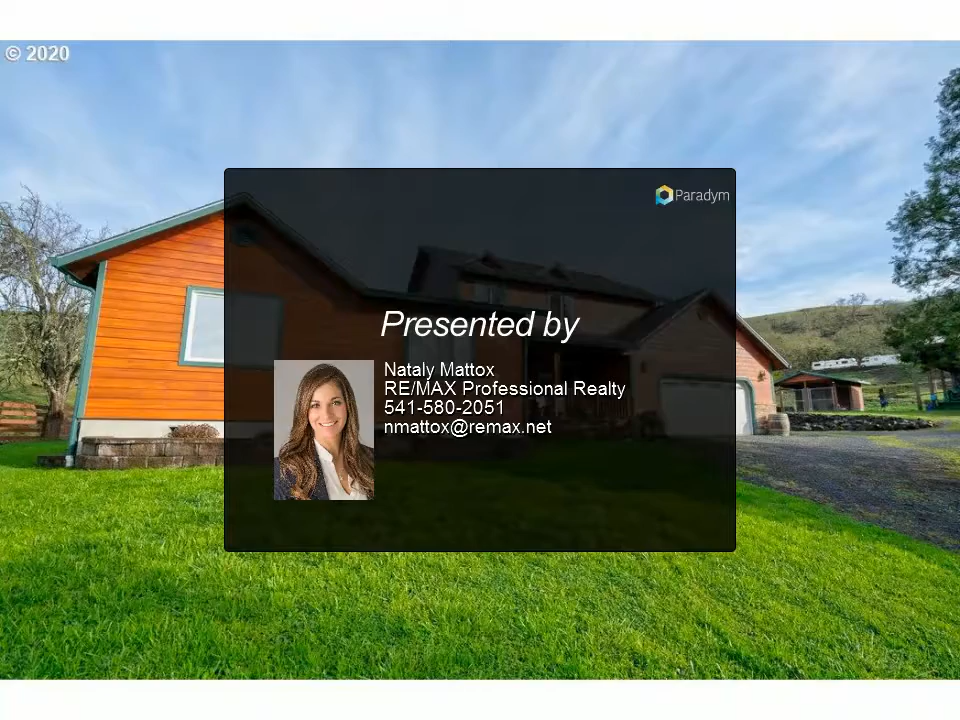 © 2020
Paradym
Presented by
Nataly Mattox
RE/MAX Professional Realty
541-580-2051
nmattox@remax.net